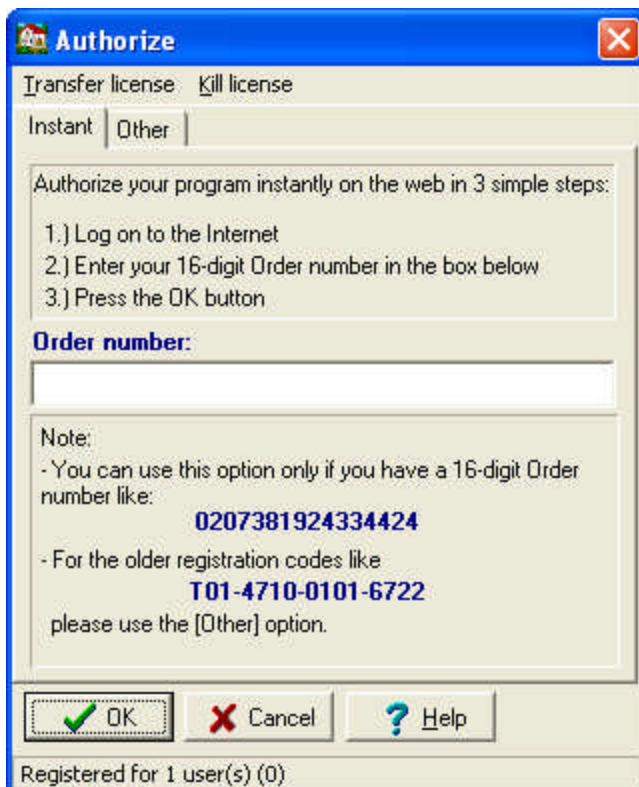 Authorize
Transfer license Kill license
Instant Other
Authorize your program instantly on the web in 3 simple steps:
1.) Log on to the Internet
2.) Enter your 16-digit Order number in the box below
3.) Press the OK button
Order number:
Note:
- You can use this option only if you have a 16-digit Order
number like:
0207381924334424
- For the older registration codes like
T01-4710-0101-6722
please use the [Other] option.
OK Cancel Help
Registered for 1 user(s) (0)